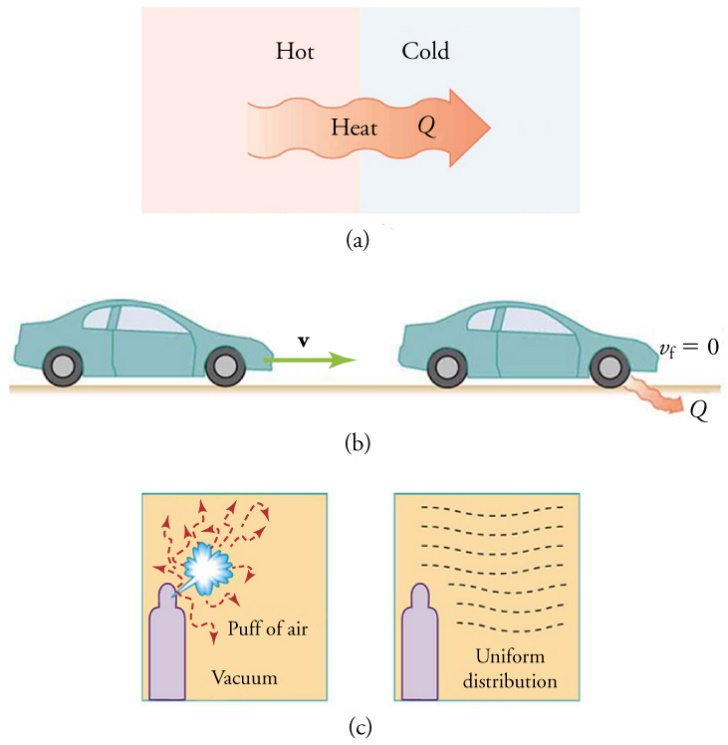 Hot
Cold
Heat Q
(a)
v
vf = 0
Q
(b)
Puff of air
Vacuum
Uniform
distribution
(c)